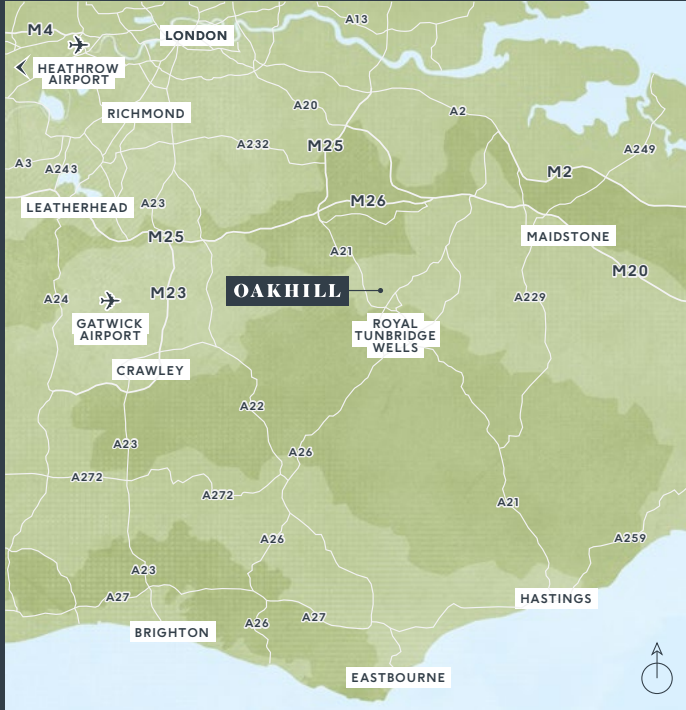 A13
M4
LONDON
HEATHROW
AIRPORT
A20
A2
RICHMOND
A232
M25
A249
A3
A243
M2
A23
M26
LEATHERHEAD
M25
MAIDSTONE
A21
M20
A24
M23
OAKHILL
A229
GATWICK
AIRPORT
ROYAL
TUNBRIDGE
WELLS
CRAWLEY
A22
A23
A26
A272
A272
A21
A26
A259
A23
A27
HASTINGS
A26
A27
BRIGHTON
EASTBOURNE